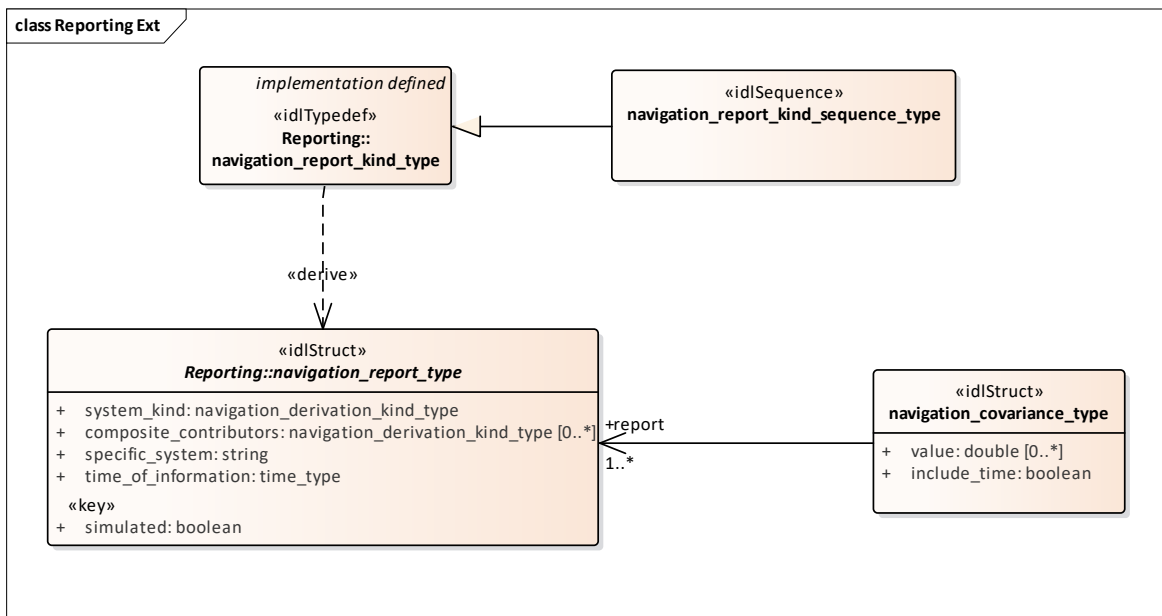 class Reporting Ext
implementation defined
«idlTypedef»
Reporting::
navigation_report_kind_type
«idlSequence»
navigation_report_kind_sequence_type
«derive»
«idlStruct»
Reporting::navigation_report_type
+ system_kind: navigation_derivation_kind_type
+ composite_contributors: navigation_derivation_kind_type [0..*]
+ specific_system: string
+ time_of_information: time_type
«key»
+ simulated: boolean
+report
1..*
«idlStruct»
navigation_covariance_type
+ value: double [0..*]
+ include_time: boolean